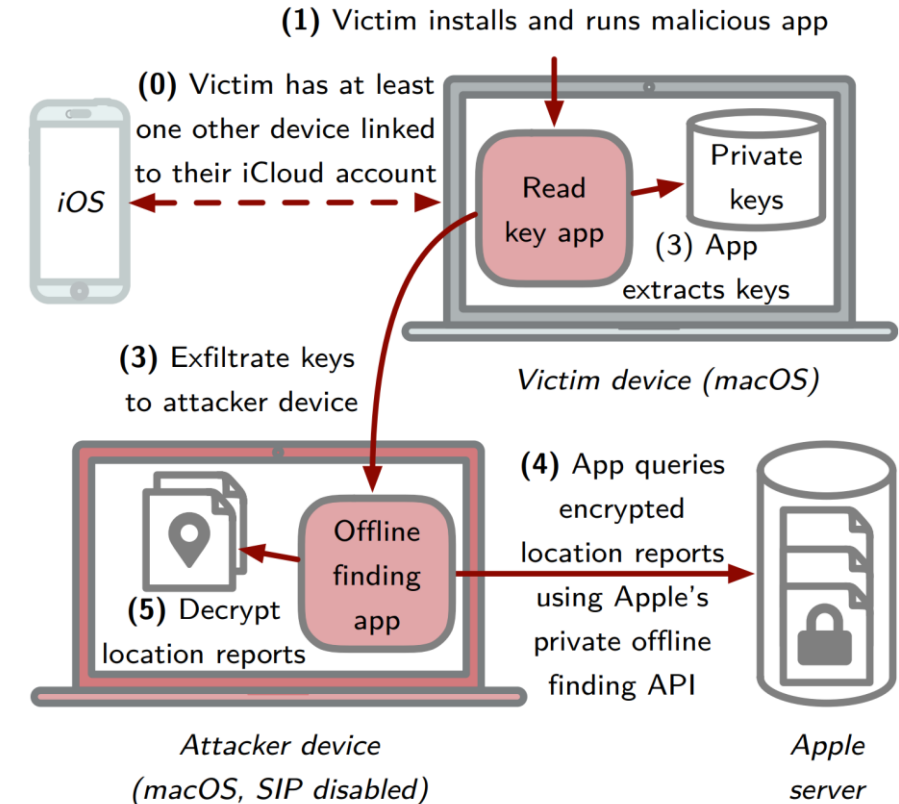 (1) Victim installs and runs malicious app
(0) Victim has at least
one other device linked
to their iCloud account
iOS
Read
key app
Private
keys
(3) App
extracts keys
Victim device (macOS)
(3) Exfiltrate keys
to attacker device
Offline
finding
app
(5) Decrypt
location reports
(4) App queries
encrypted
location reports
using Apple's
private offline
finding API
Attacker device
(macOS, SIP disabled)
Apple
server